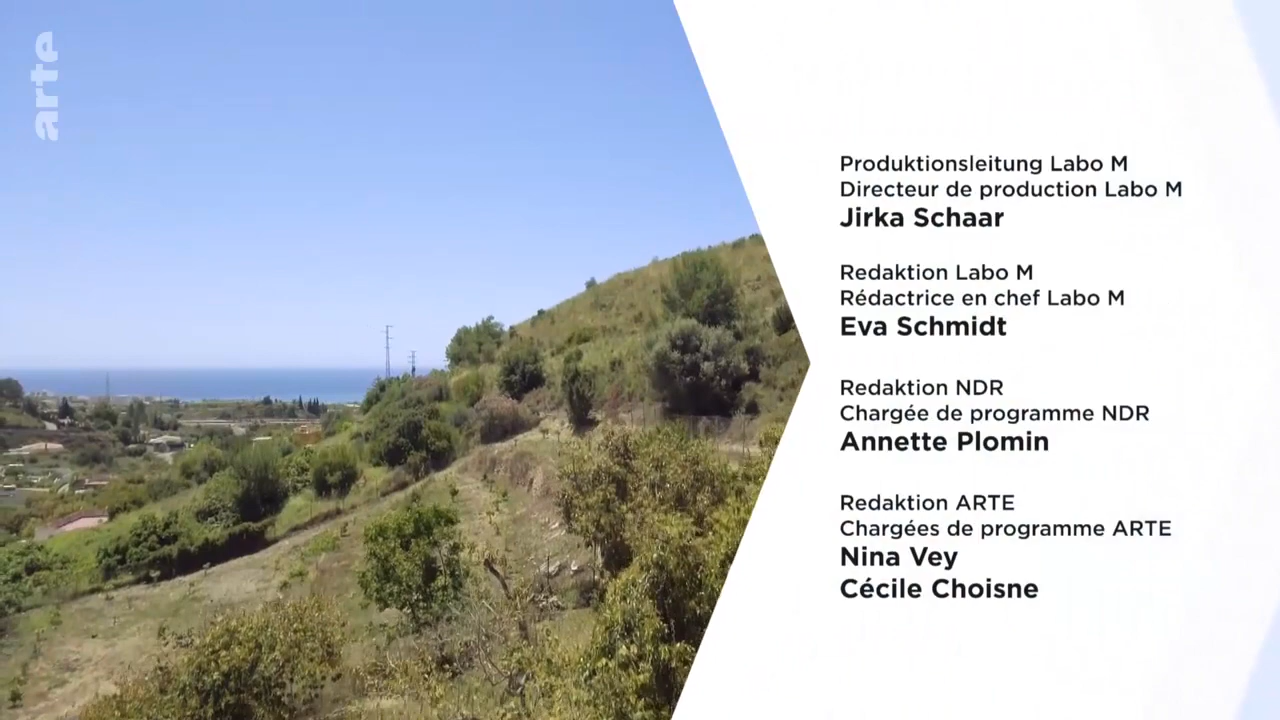 arte
Produktionsleitung Labo M
Directeur de production Labo M
Jirka Schaar
Redaktion Labo M
Rédactrice en chef Labo M
Eva Schmidt
Redaktion NDR
Chargée de programme NDR
Annette Plomin
Redaktion ARTE
Chargées de programme ARTE
Nina Vey
Cécile Choisne